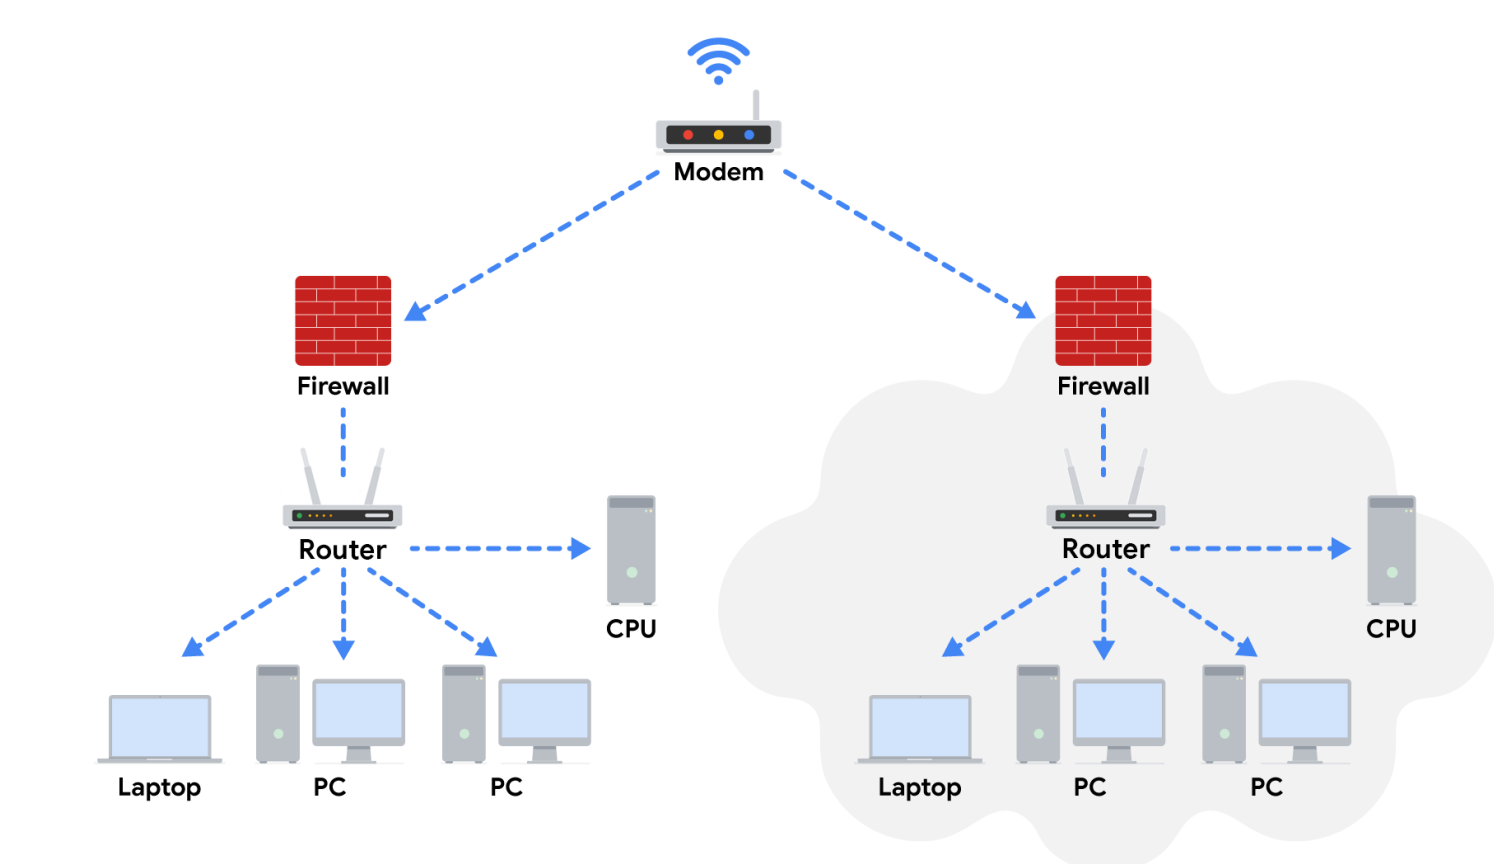 Modem
Firewall
Firewall
Router
Router
CPU
CPU
Laptop
PC
PC
Laptop
PC
PC